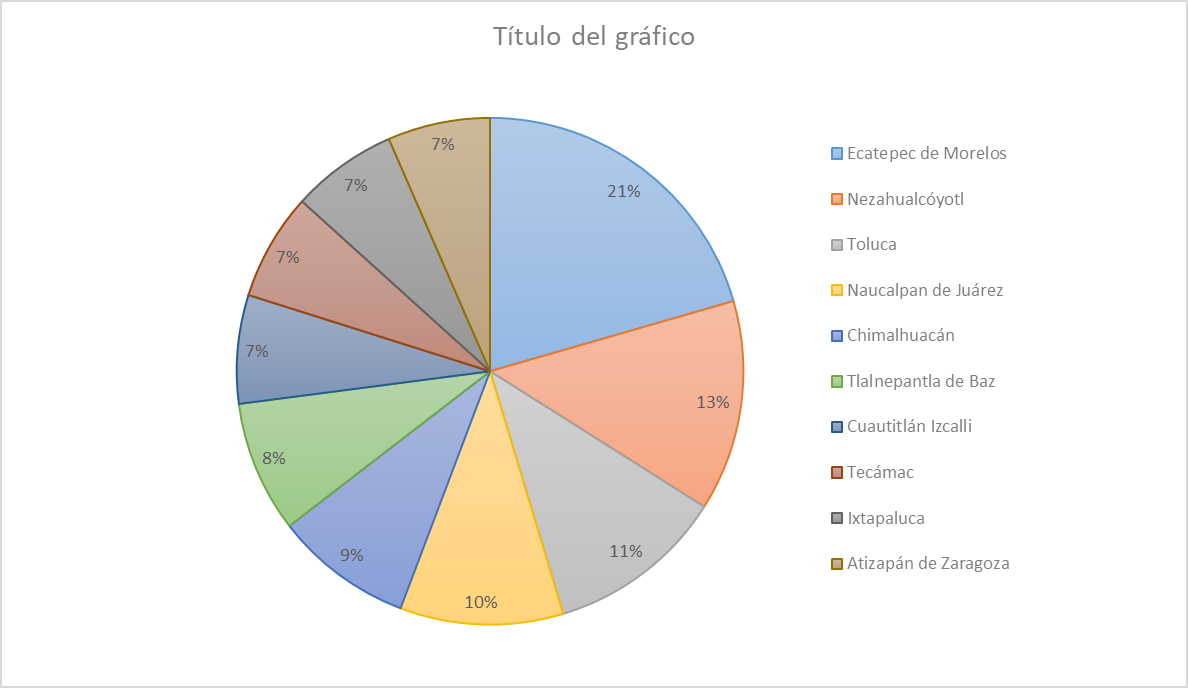 Título del gráfico
21%
13%
11%
10%
9%
8%
7%
7%
7%
7%
Ecatepec de Morelos
Nezahualcóyotl
Toluca
Naucalpan de Juárez
Chimalhuacán
Tlalnepantla de Baz
Cuautitlán Izcalli
Tecámac
Ixtapaluca
Atizapán de Zaragoza